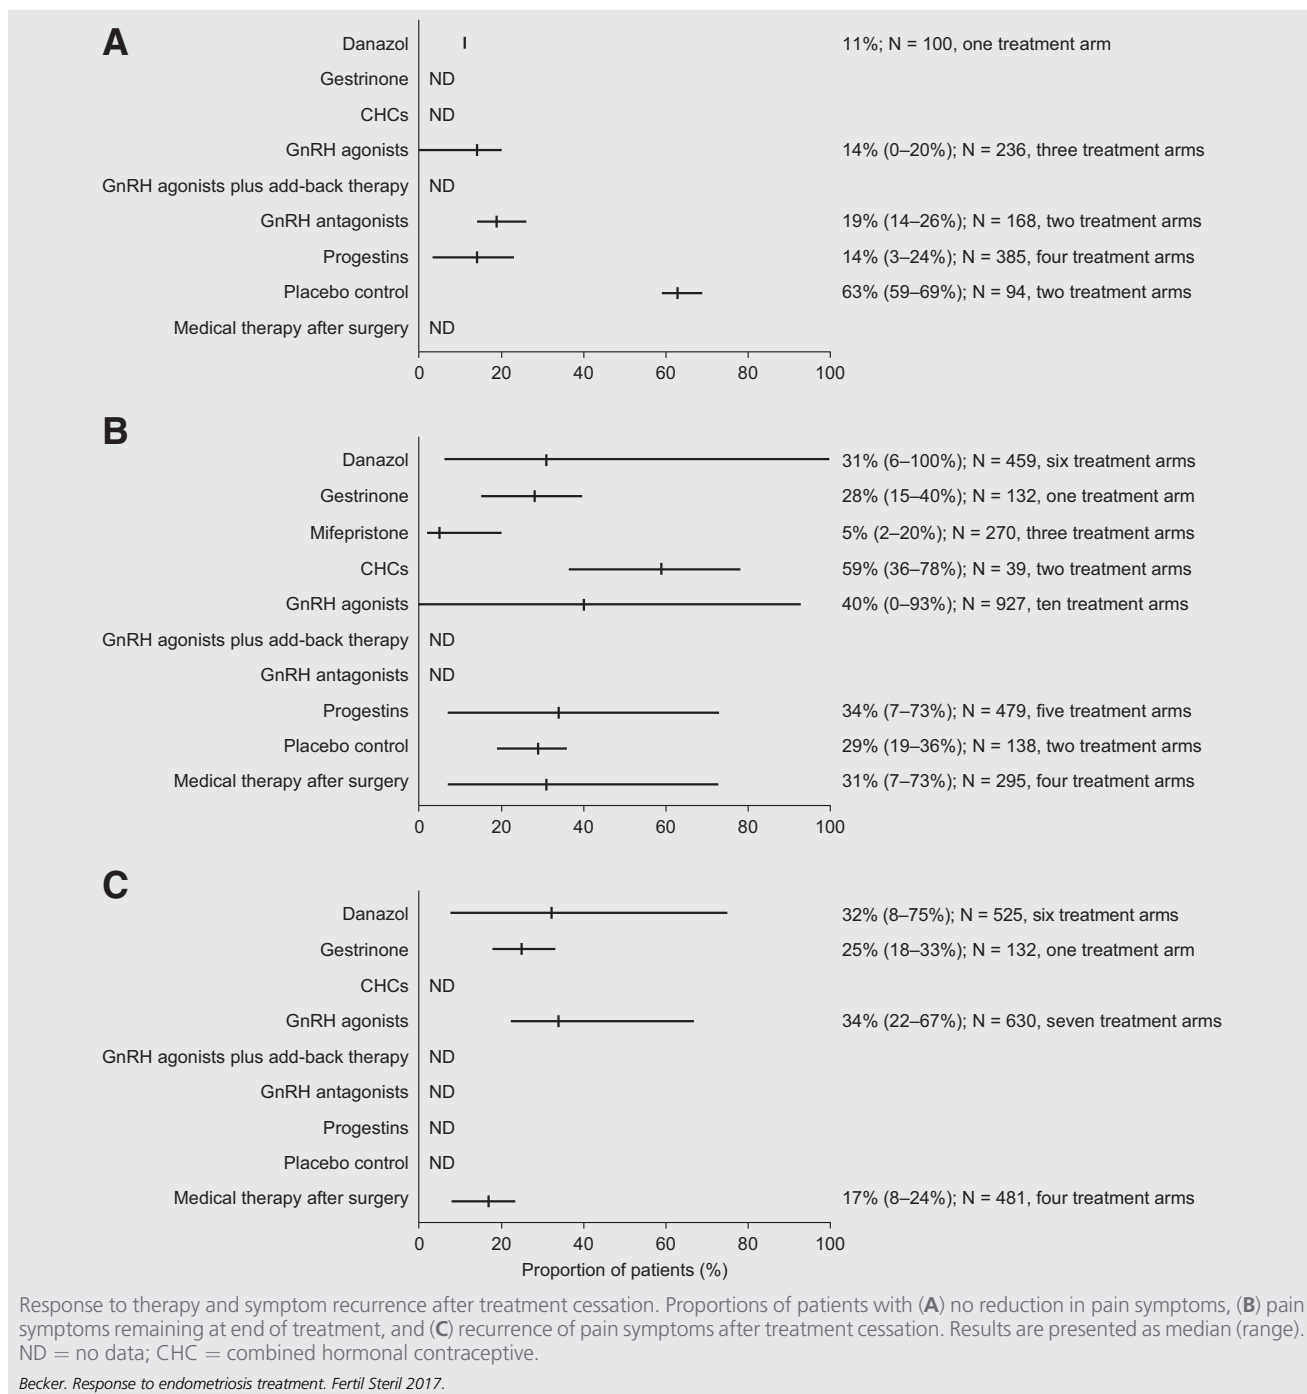 A
Danazol 11%; N = 100, one treatment arm
Gestrinone ND
CHCs ND
GnRH agonists 14% (0–20%); N = 236, three treatment arms
GnRH agonists plus add-back therapy ND
GnRH antagonists 19% (14–26%); N = 168, two treatment arms
Progestins 14% (3–24%); N = 385, four treatment arms
Placebo control 63% (59–69%); N = 94, two treatment arms
Medical therapy after surgery ND
0 20 40 60 80 100
B
Danazol 31% (6–100%); N = 459, six treatment arms
Gestrinone 28% (15–40%); N = 132, one treatment arm
Mifepristone 5% (2–20%); N = 270, three treatment arms
CHCs 59% (36–78%); N = 39, two treatment arms
GnRH agonists 40% (0–93%); N = 927, ten treatment arms
GnRH agonists plus add-back therapy ND
GnRH antagonists ND
Progestins 34% (7–73%); N = 479, five treatment arms
Placebo control 29% (19–36%); N = 138, two treatment arms
Medical therapy after surgery 31% (7–73%); N = 295, four treatment arms
0 20 40 60 80 100
C
Danazol 32% (8–75%); N = 525, six treatment arms
Gestrinone 25% (18–33%); N = 132, one treatment arm
CHCs ND
GnRH agonists 34% (22–67%); N = 630, seven treatment arms
GnRH agonists plus add-back therapy ND
GnRH antagonists ND
Progestins ND
Placebo control ND
Medical therapy after surgery 17% (8–24%); N = 481, four treatment arms
0 20 40 60 80 100
Proportion of patients (%)
Response to therapy and symptom recurrence after treatment cessation. Proportions of patients with (A) no reduction in pain symptoms, (B) pain
symptoms remaining at end of treatment, and (C) recurrence of pain symptoms after treatment cessation. Results are presented as median (range).
ND = no data; CHC = combined hormonal contraceptive.
Becker. Response to endometriosis treatment. Fertil Steril 2017.